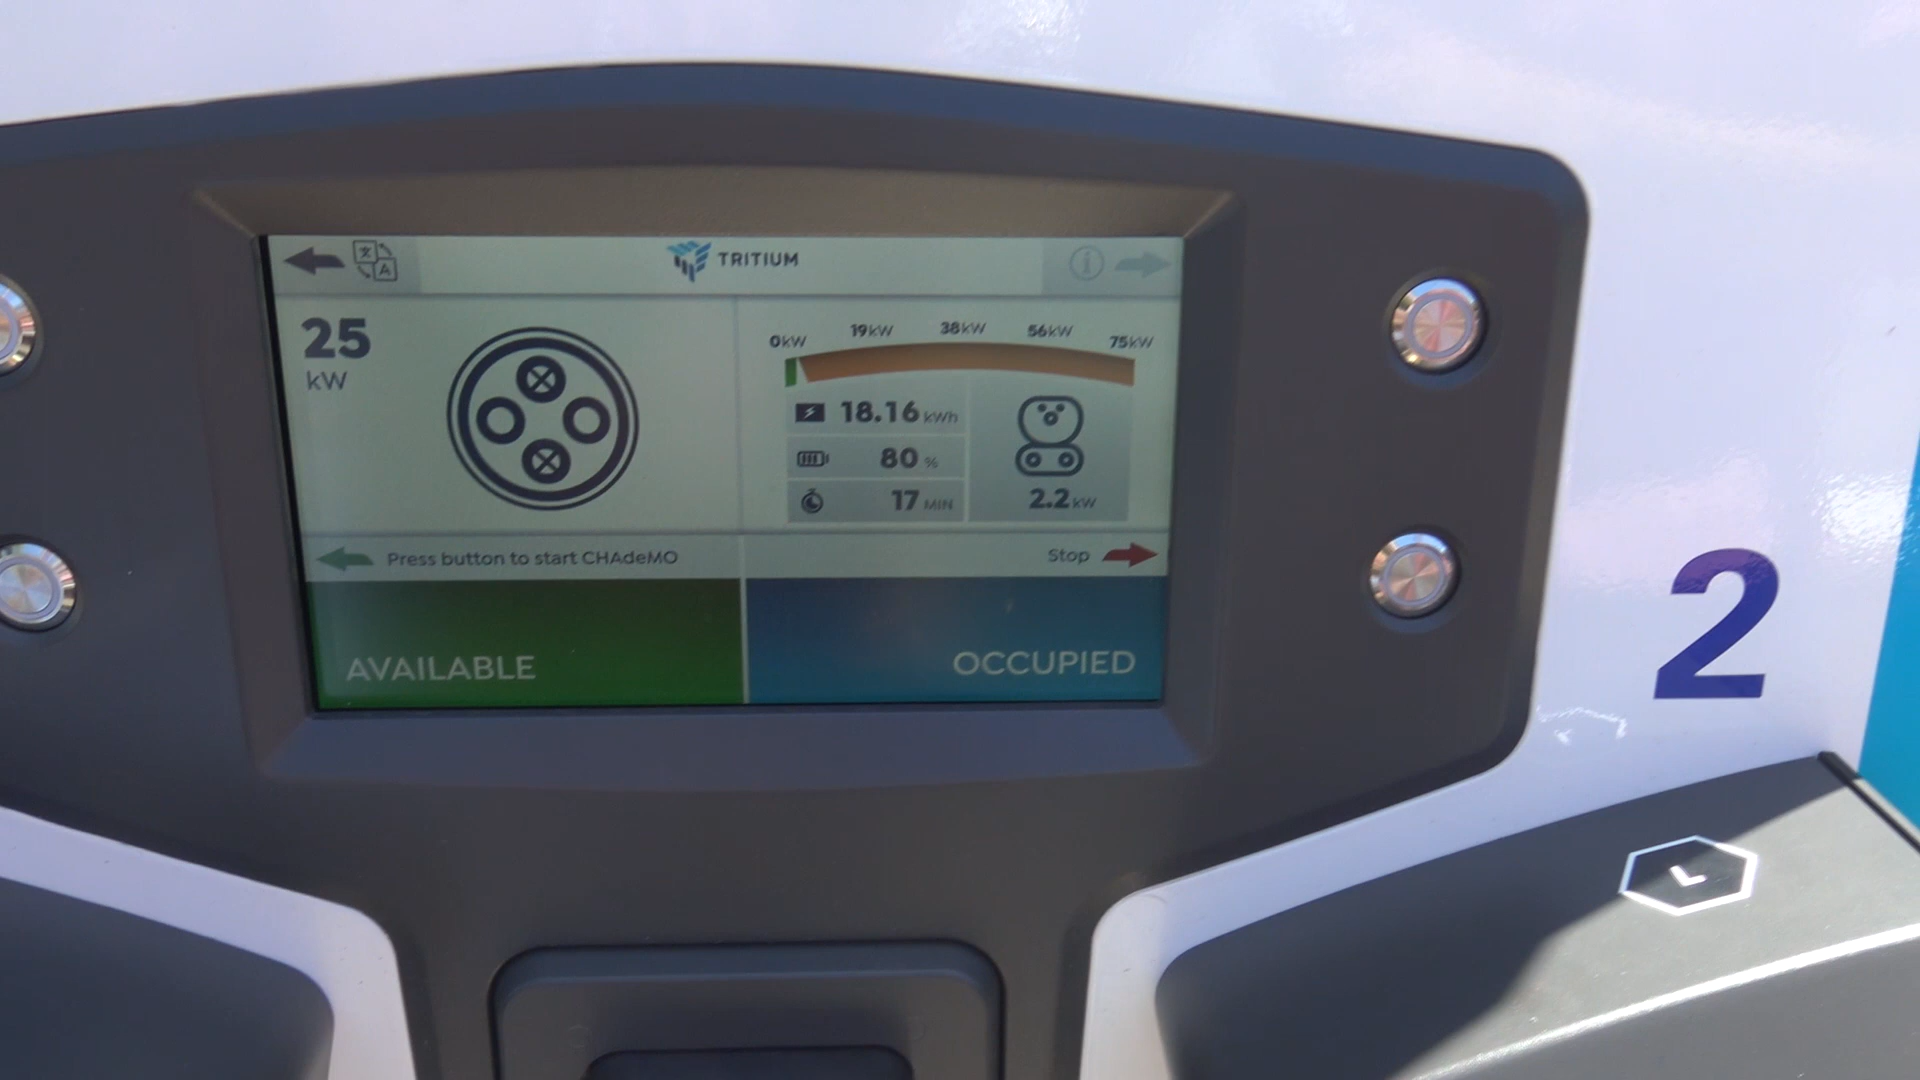 TRITIUM
25
kW
0kW 19kW 38kW 56kW 75kW
18.16 kWh
80 %
17 MIN
2.2 kW
Press button to start CHAdeMO
Stop
AVAILABLE
OCCUPIED
2